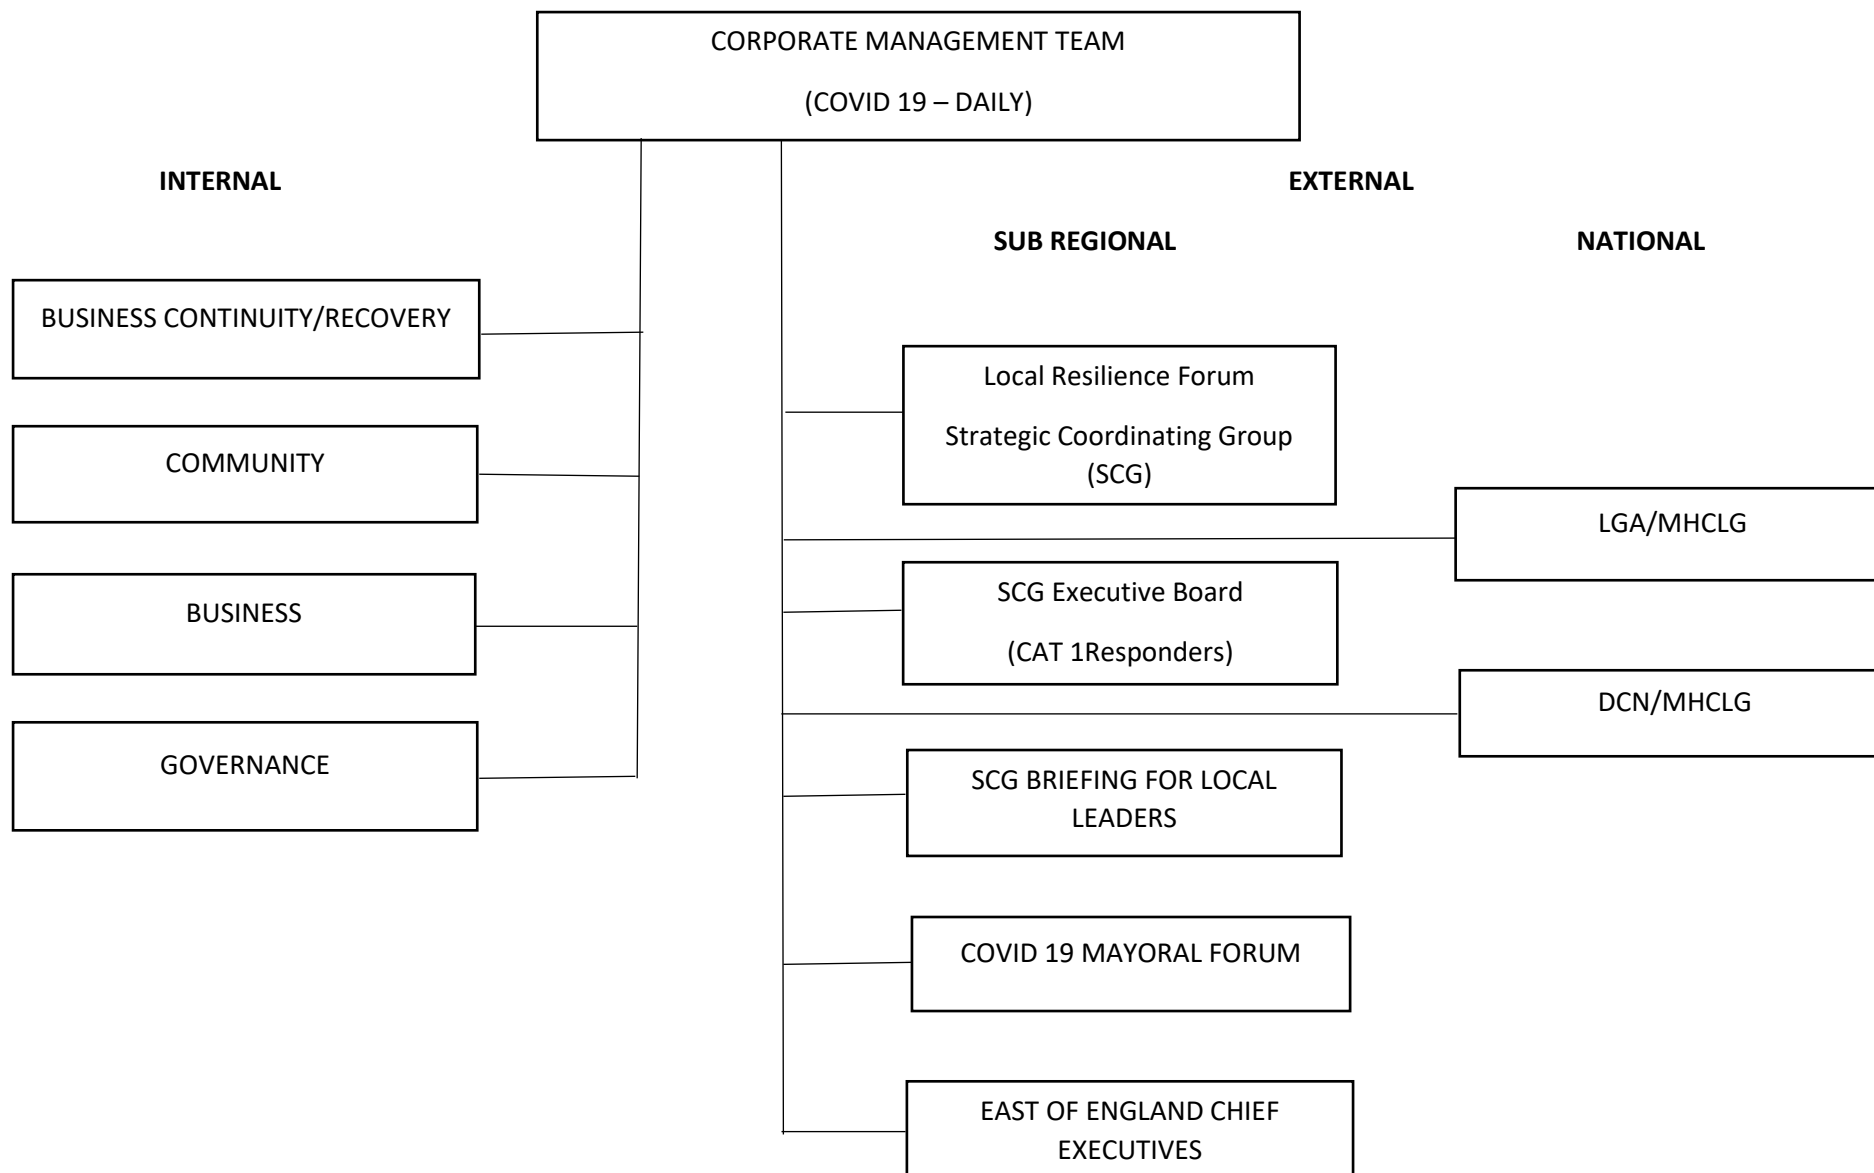 CORPORATE MANAGEMENT TEAM
(COVID 19 – DAILY)
INTERNAL
EXTERNAL
SUB REGIONAL
NATIONAL
BUSINESS CONTINUITY/RECOVERY
COMMUNITY
BUSINESS
GOVERNANCE
Local Resilience Forum
Strategic Coordinating Group
(SCG)
SCG Executive Board
(CAT 1Responders)
SCG BRIEFING FOR LOCAL
LEADERS
COVID 19 MAYORAL FORUM
EAST OF ENGLAND CHIEF
EXECUTIVES
LGA/MHCLG
DCN/MHCLG